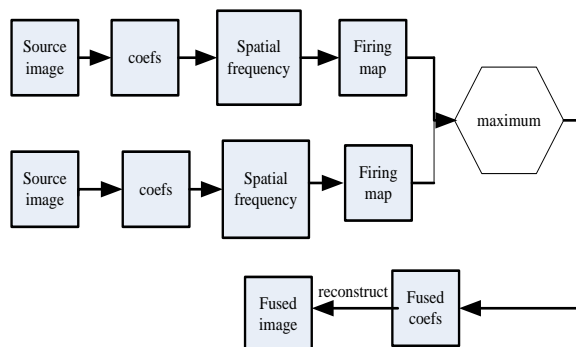 Source
image
coefs
Spatial
frequency
Firing
map
maximum
Source
image
coefs
Spatial
frequency
Firing
map
Fused
image
reconstruct
Fused
coefs